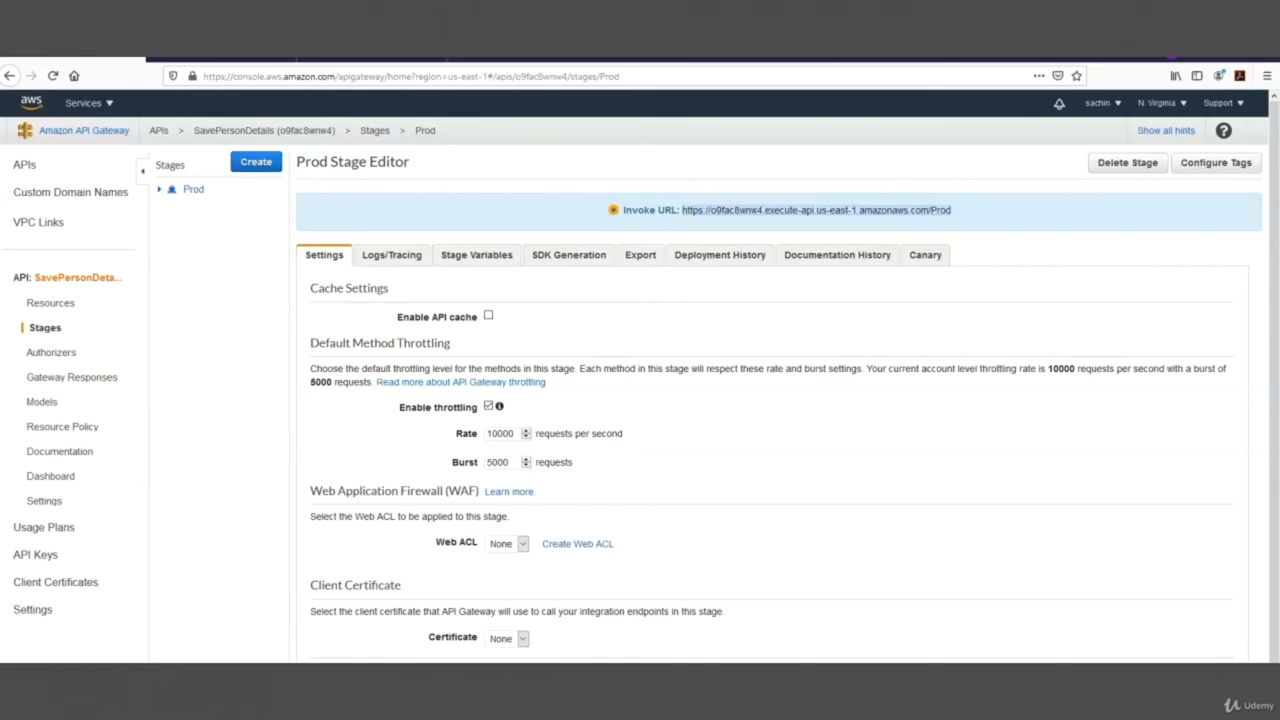 https://console.aws.amazon.com/apigateway/home?region=us-east-1#/apis/o9fac8wnw4/stages/Prod
aws Services sachin N. Virginia Support
Amazon API Gateway APIs > SavePersonDetails (o9fac8wnw4) > Stages > Prod Show all hints ?
APIs
Custom Domain Names
VPC Links
API: SavePersonDeta...
Resources
Stages
Authorizers
Gateway Responses
Models
Resource Policy
Documentation
Dashboard
Settings
Usage Plans
API Keys
Client Certificates
Settings
Stages Create
Prod
Prod Stage Editor Delete Stage Configure Tags
Invoke URL: https://o9fac8wnw4.execute-api.us-east-1.amazonaws.com/Prod
Settings Logs/Tracing Stage Variables SDK Generation Export Deployment History Documentation History Canary
Cache Settings
Enable API cache
Default Method Throttling
Choose the default throttling level for the methods in this stage. Each method in this stage will respect these rate and burst settings. Your current account level throttling rate is 10000 requests per second with a burst of
5000 requests. Read more about API Gateway throttling
Enable throttling
Rate 10000 requests per second
Burst 5000 requests
Web Application Firewall (WAF) Learn more.
Select the Web ACL to be applied to this stage.
Web ACL None Create Web ACL
Client Certificate
Select the client certificate that API Gateway will use to call your integration endpoints in this stage.
Certificate None
Udemy